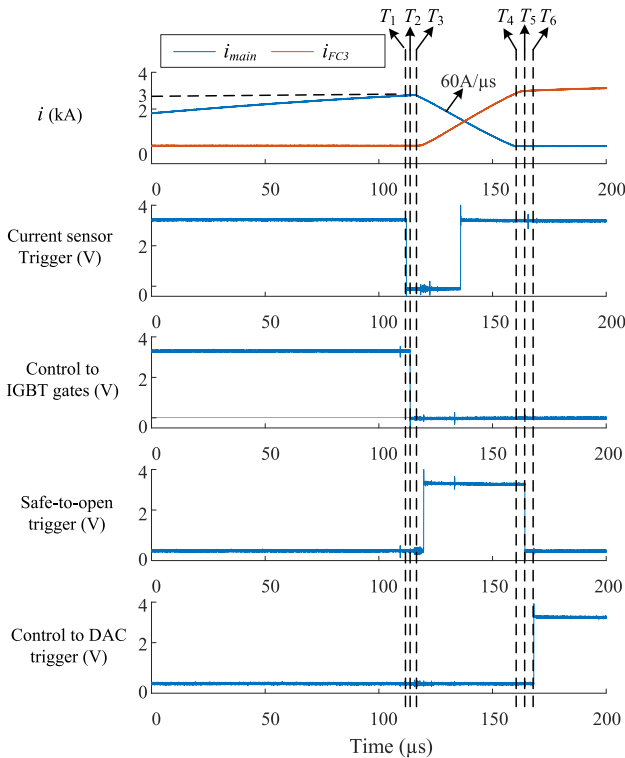 T1 T2 T3 T4 T5 T6
imain iFC3
60A/µs
i (kA)
4
3
2
0
0 50 100 150 200
Current sensor
Trigger (V)
4
2
0
0 50 100 150 200
Control to
IGBT gates (V)
4
2
0
0 50 100 150 200
Safe-to-open
trigger (V)
4
2
0
0 50 100 150 200
Control to DAC
trigger (V)
4
2
0
0 50 100 150 200
Time (µs)